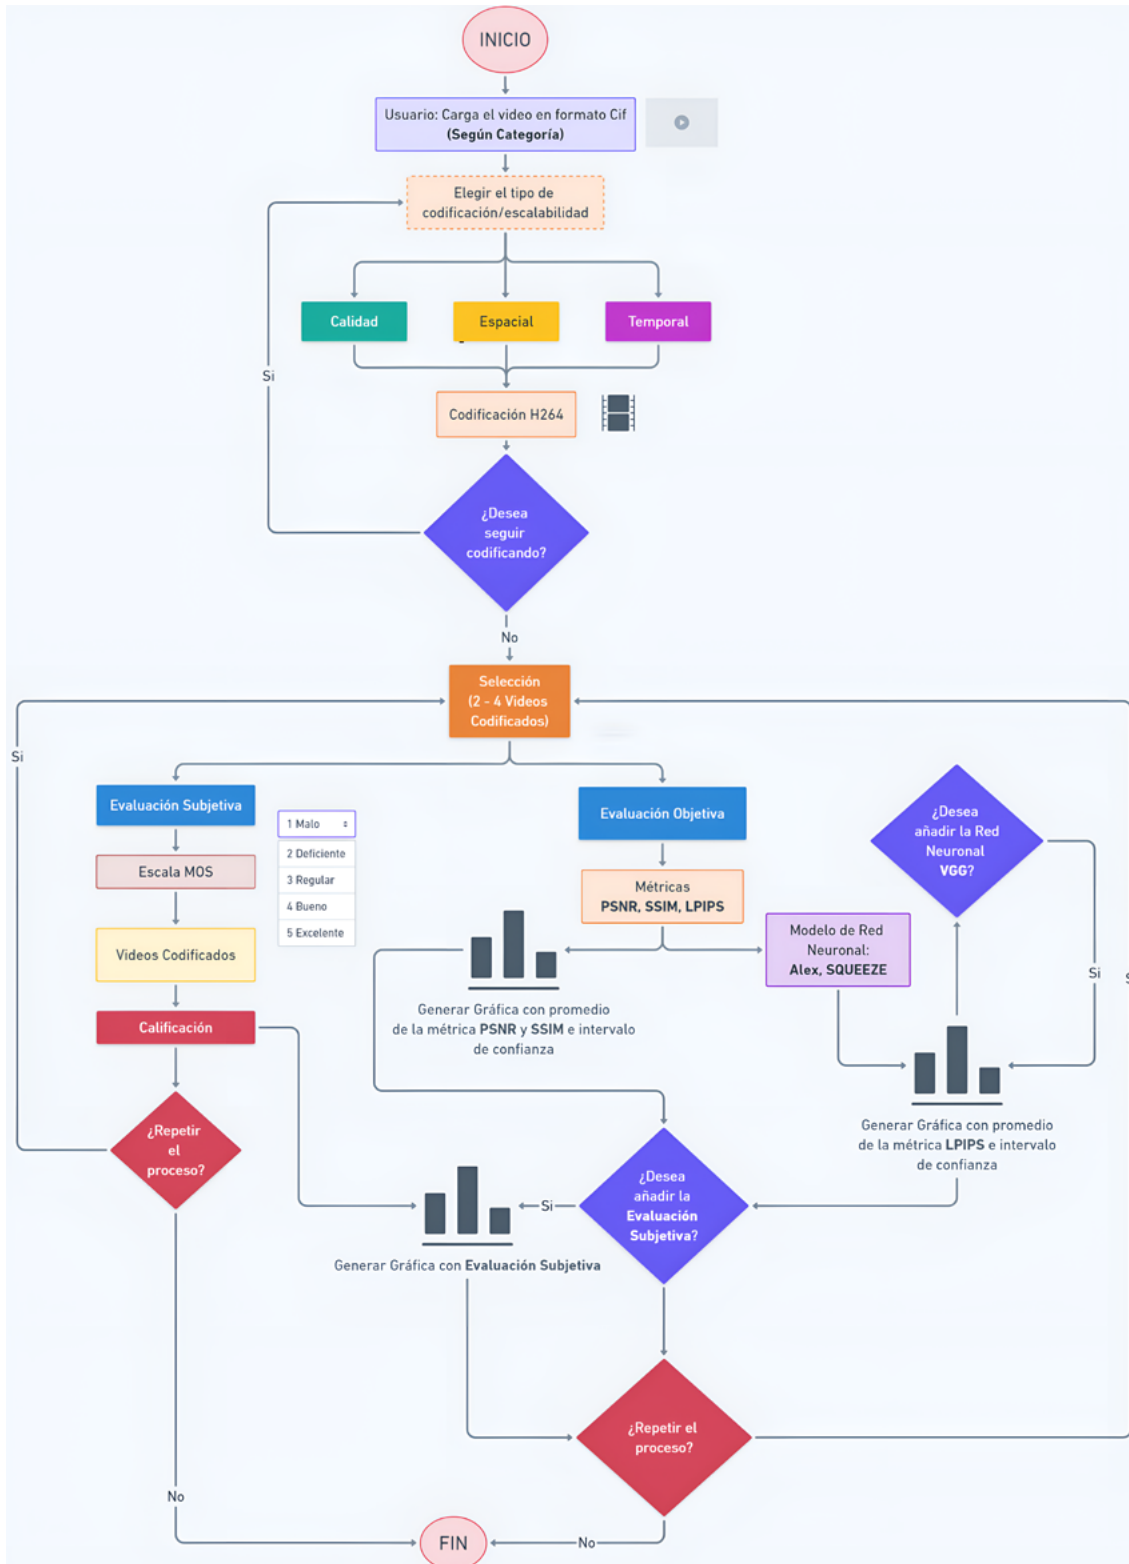 INICIO
Usuario: Carga el video en formato Cif
(Según Categoría)
Elegir el tipo de
codificación/escalabilidad
Calidad
Espacial
Temporal
Si
Codificación H264
¿Desea
seguir
codificando?
No
Selección
(2 - 4 Videos
Codificados)
Si
Evaluación Subjetiva
1 Malo
2 Deficiente
3 Regular
4 Bueno
5 Excelente
Escala MOS
Videos Codificados
Calificación
¿Repetir
el
proceso?
Evaluación Objetiva
Métricas
PSNR, SSIM, LPIPS
¿Desea
añadir la Red
Neuronal
VGG?
Modelo de Red
Neuronal:
Alex, SQUEEZE
Si
S
Generar Gráfica con promedio
de la métrica PSNR y SSIM e intervalo
de confianza
Generar Gráfica con promedio
de la métrica LPIPS e intervalo
de confianza
¿Desea
añadir la
Evaluación
Subjetiva?
Si
Generar Gráfica con Evaluación Subjetiva
¿Repetir el
proceso?
No
FIN
No